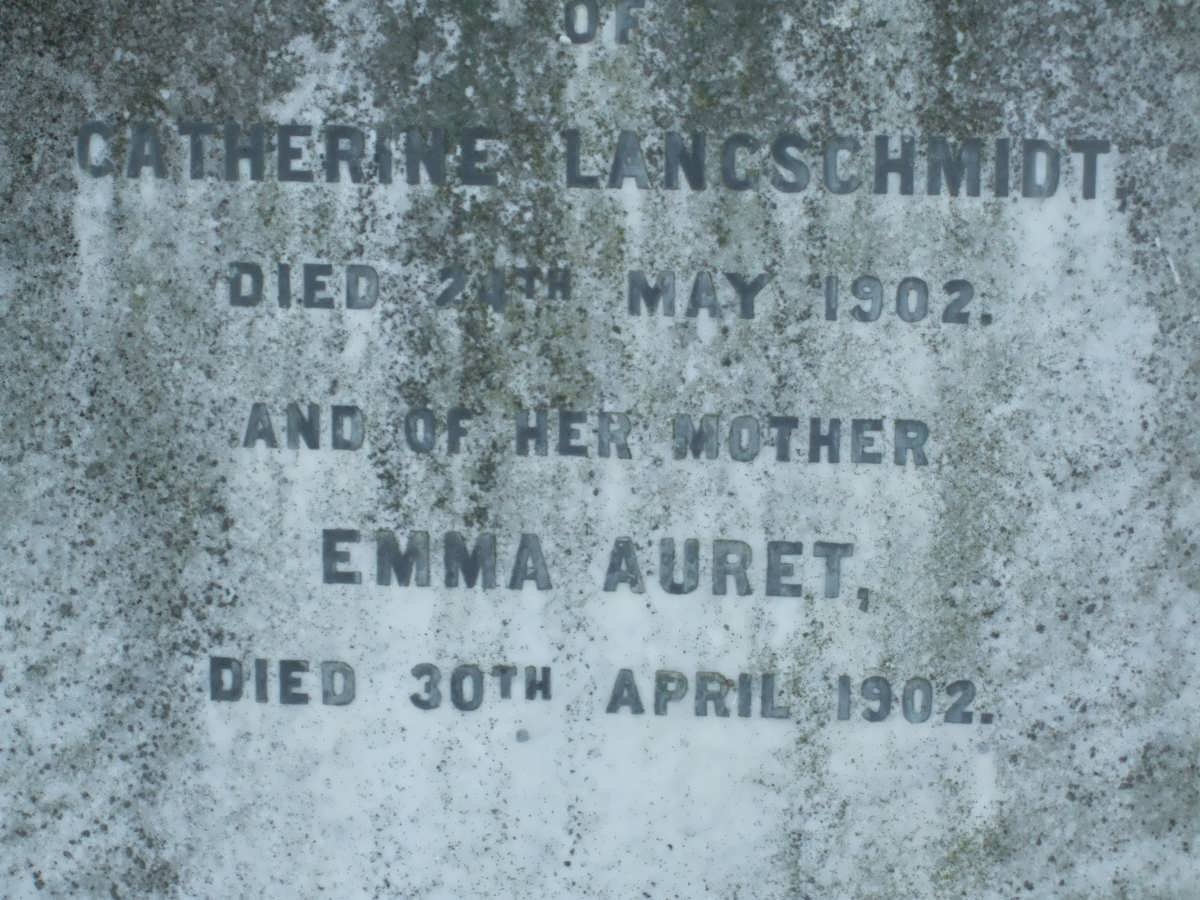 OF
CATHERINE LANGSCHMIDT,
DIED 24TH MAY 1902.
AND OF HER MOTHER
EMMA AURET,
DIED 30TH APRIL 1902.